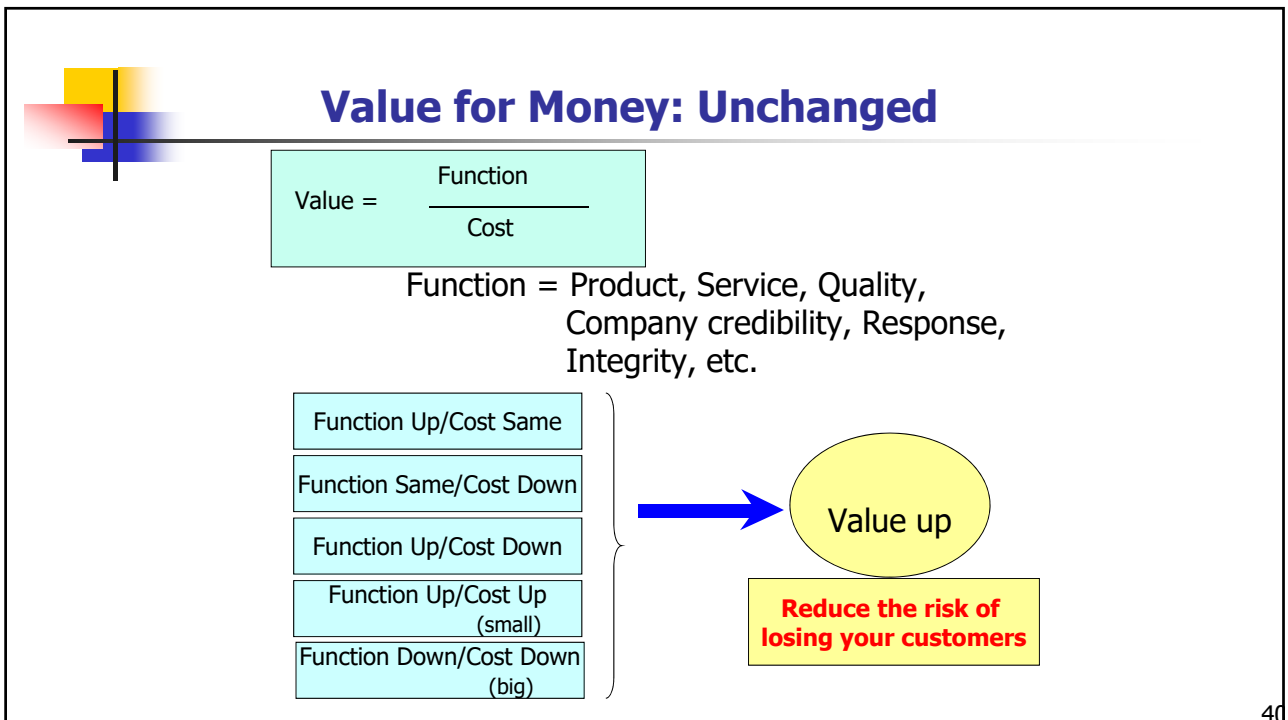 Value for Money: Unchanged
Function
Value =
Cost
Function = Product, Service, Quality,
Company credibility, Response,
Integrity, etc.
Function Up/Cost Same
Function Same/Cost Down
Function Up/Cost Down
Function Up/Cost Up
(small)
Function Down/Cost Down
(big)
Value up
Reduce the risk of
losing your customers
40